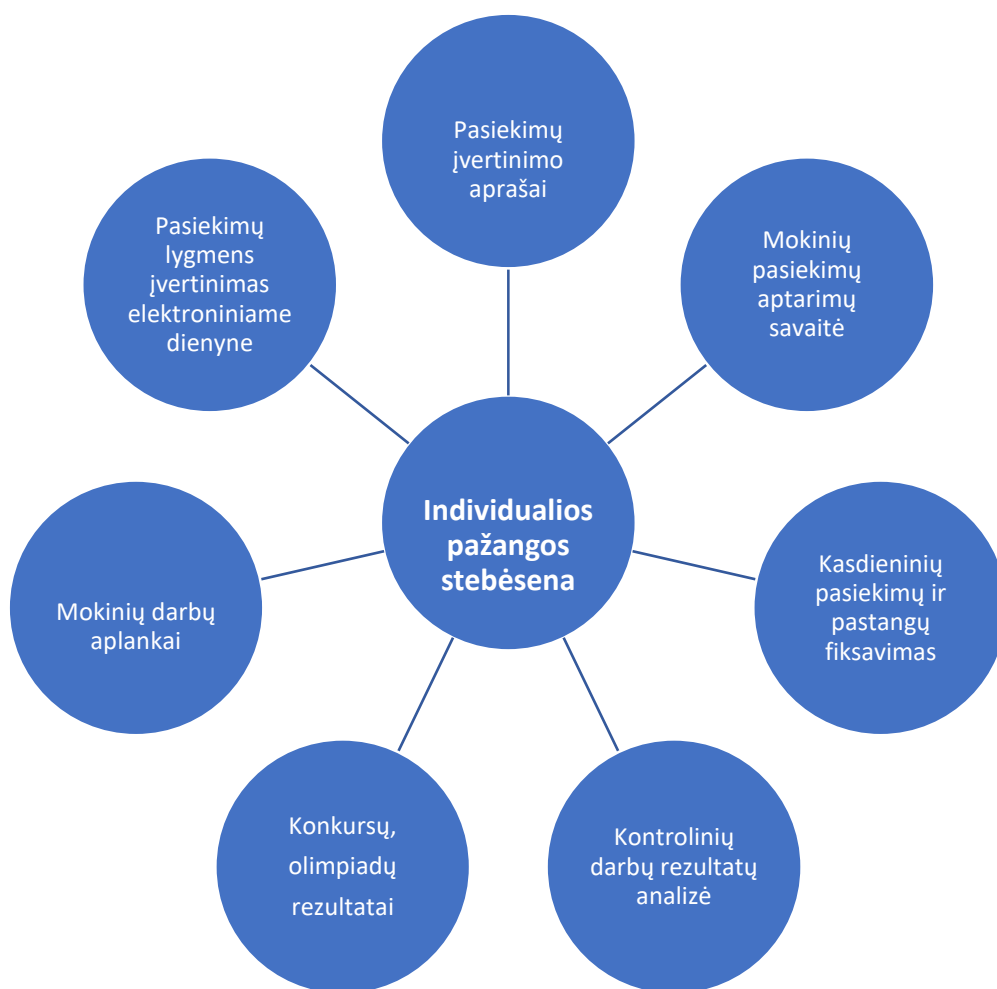 Pasiekimų
įvertinimo
aprašai
Mokinių
pasiekimų
aptarimų
savaitė
Kasdieninių
pasiekimų ir
pastangų
fiksavimas
Kontrolinių
darbų rezultatų
analizė
Konkursų,
olimpiadų
rezultatai
Mokinių darbų
aplankai
Pasiekimų
lygmens
įvertinimas
elektroniniame
dienyne
Individualios
pažangos
stebėsena